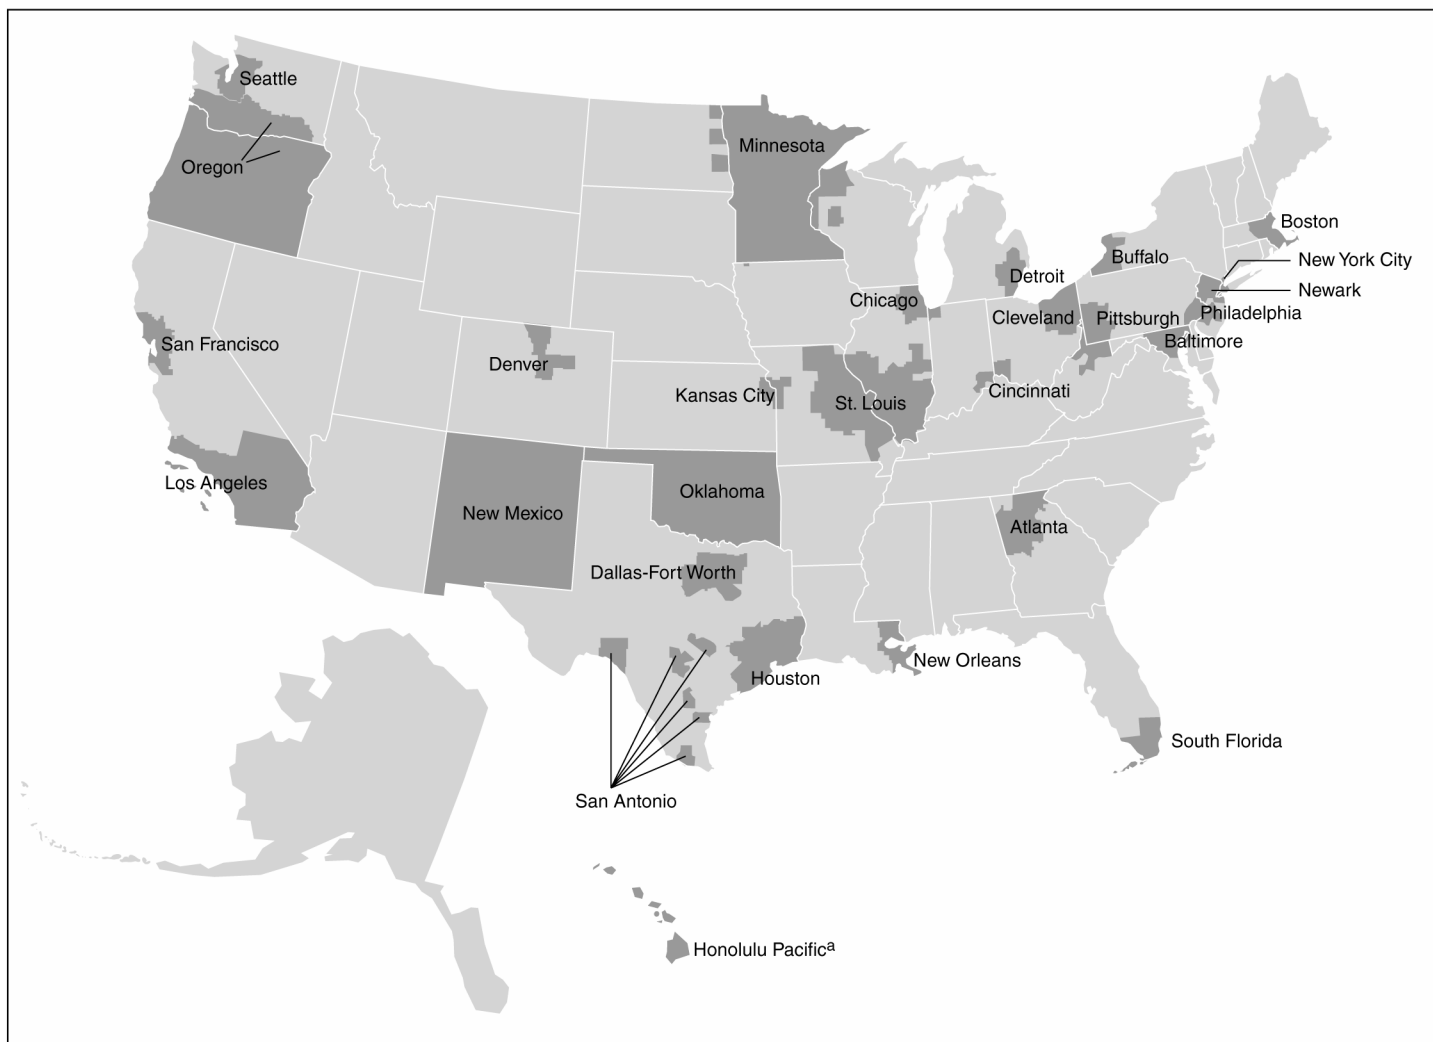 Seattle
Minnesota
Oregon
Boston
Buffalo
New York City
Detroit
Newark
Chicago
Cleveland
Pittsburgh
Philadelphia
Baltimore
San Francisco
Denver
Kansas City
St. Louis
Cincinnati
Los Angeles
Oklahoma
New Mexico
Atlanta
Dallas-Fort Worth
New Orleans
Houston
South Florida
San Antonio
Honolulu Pacificª